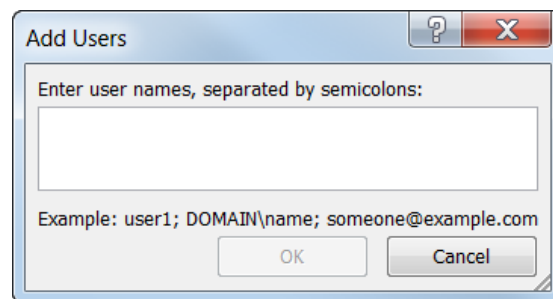 Add Users
Enter user names, separated by semicolons:
Example: user1; DOMAIN\name; someone@example.com
OK
Cancel